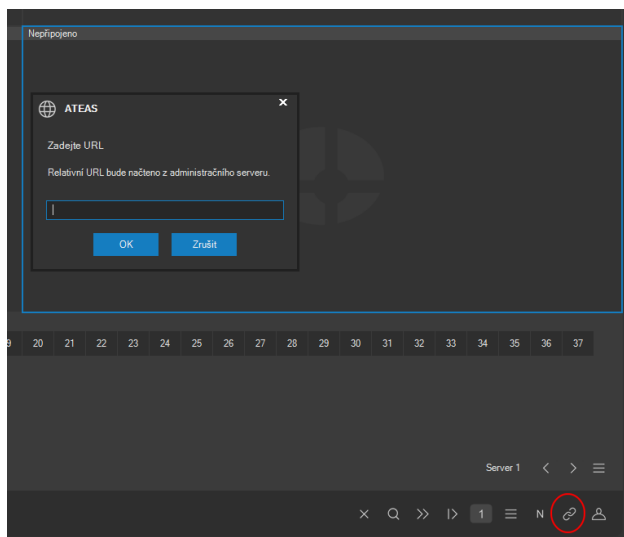 Nepřipojeno
ATEAS
Zadejte URL
Relativní URL bude načteno z administračního serveru.
OK Zrušit
9 20 21 22 23 24 25 26 27 28 29 30 31 32 33 34 35 36 37
Server 1
1 N